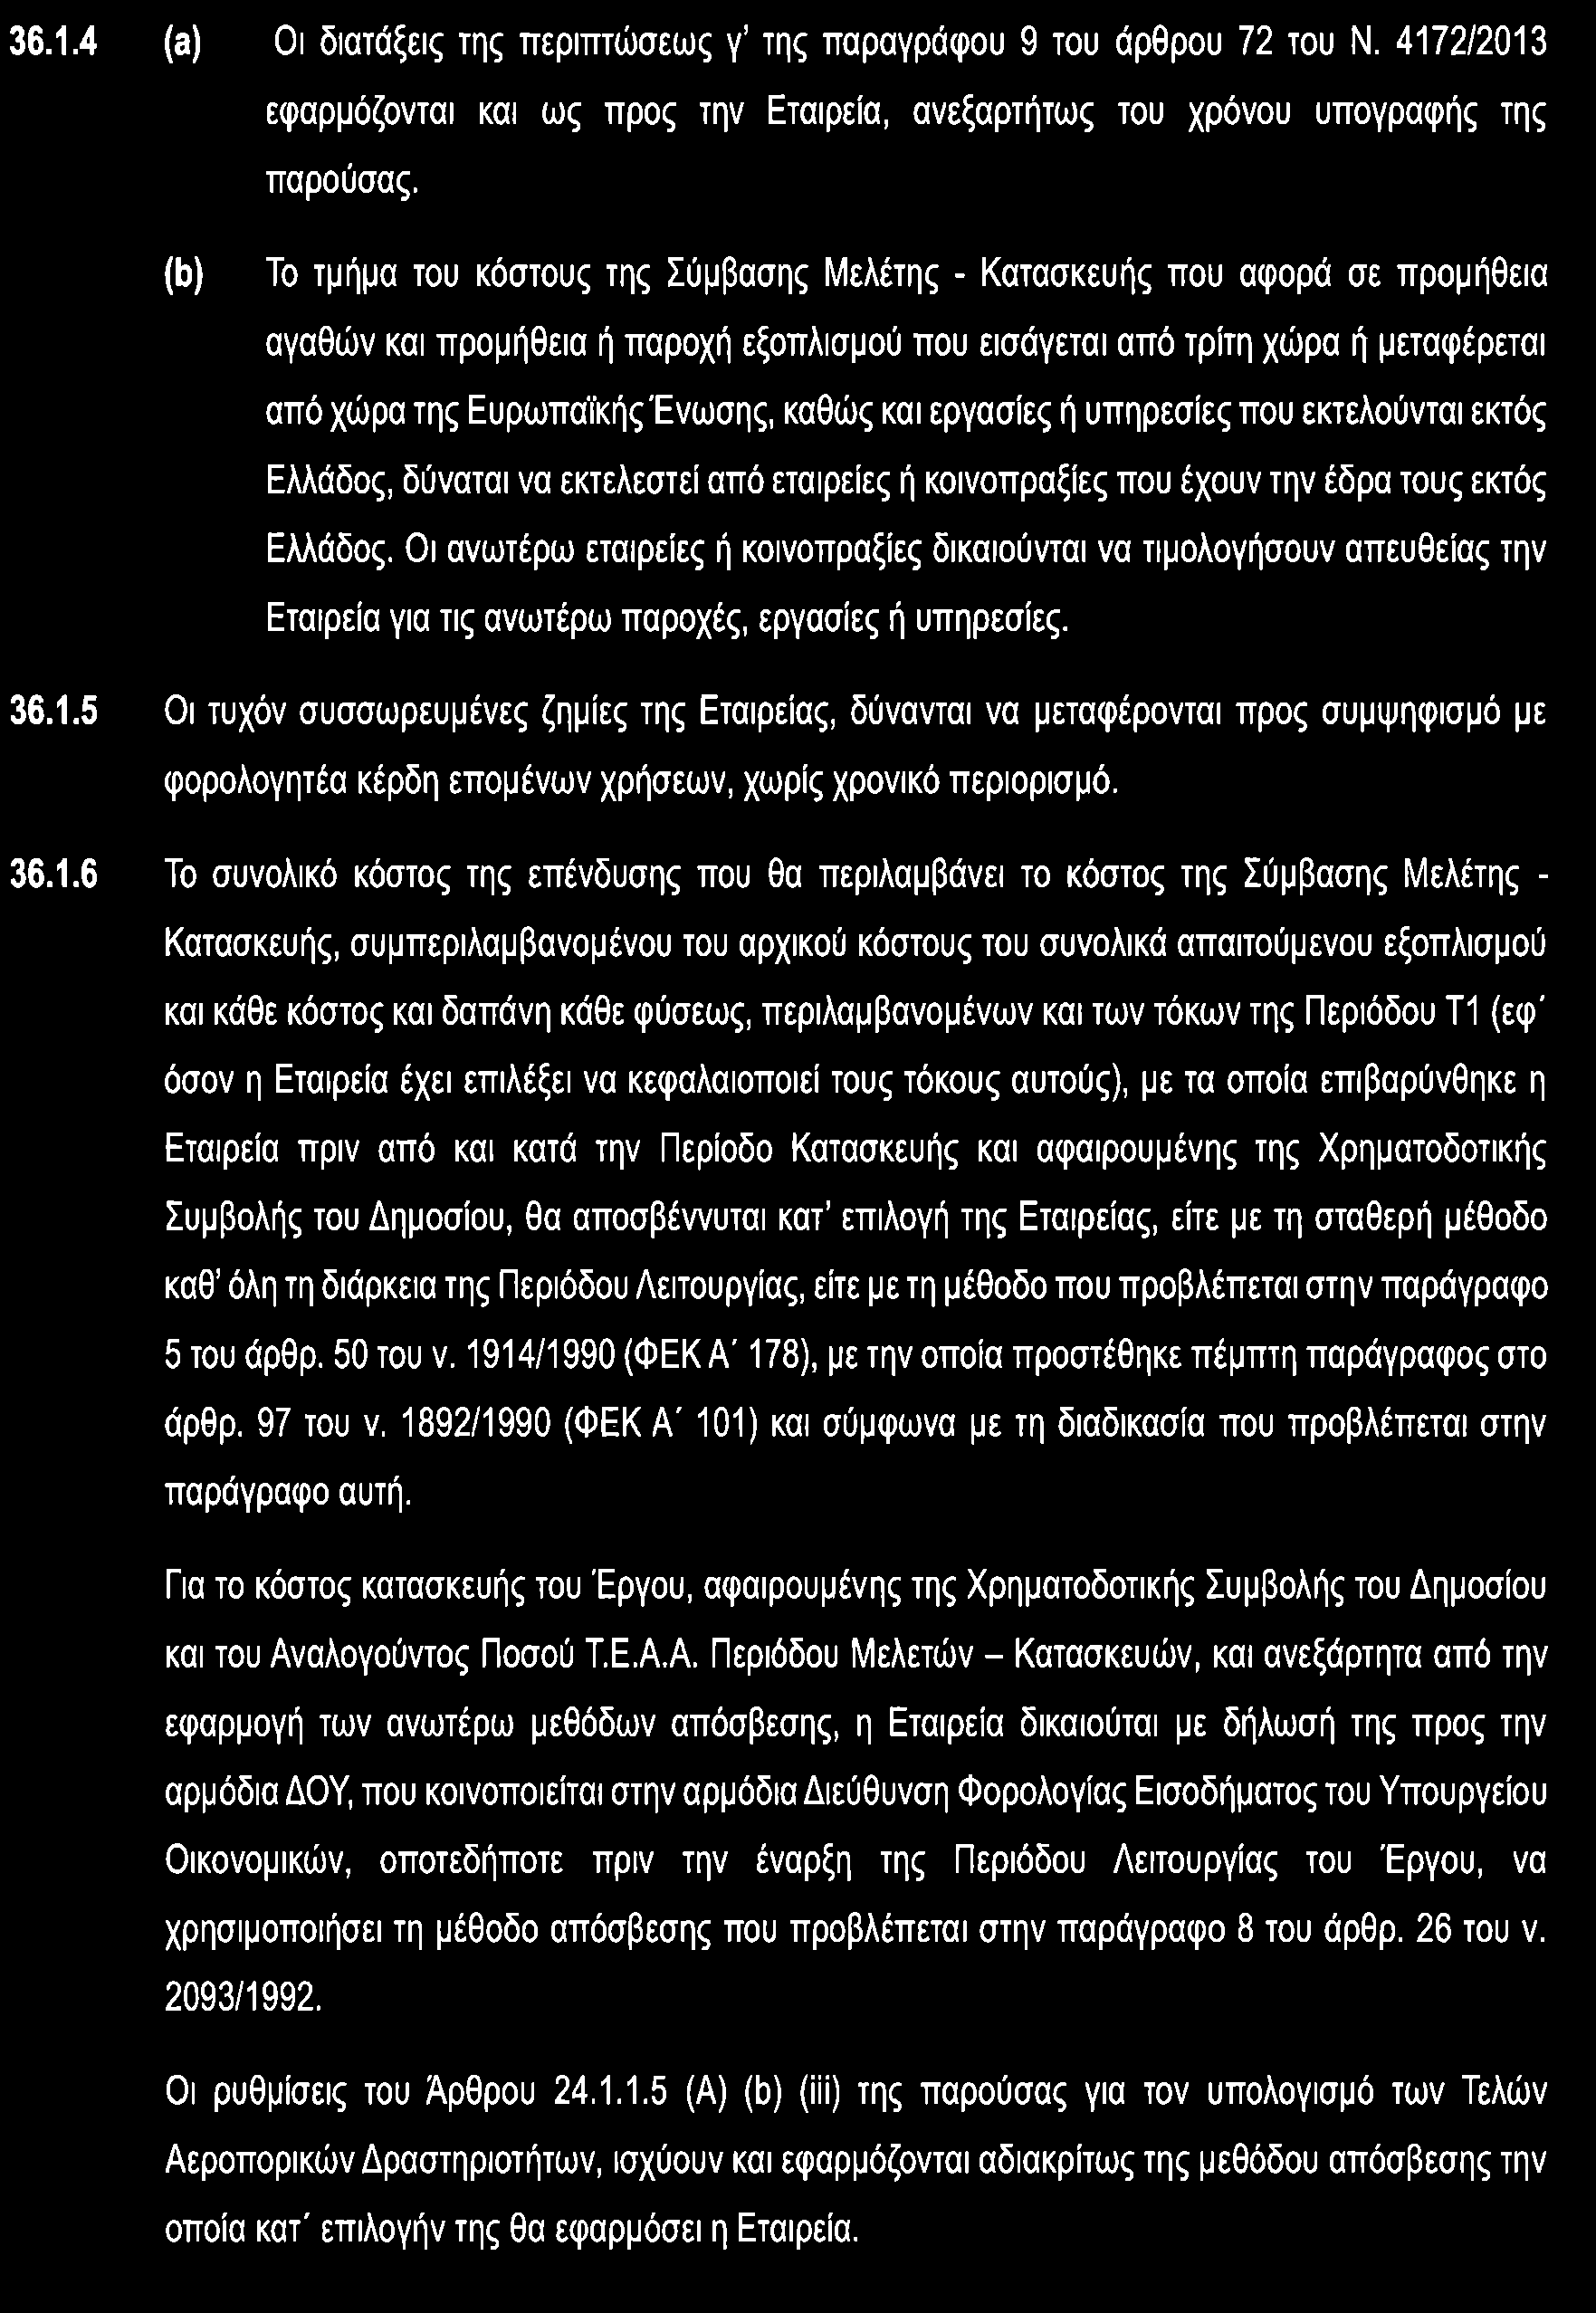 36.1.4 (a) Οι διατάξεις της περιπτώσεως γ’ της παραγράφου 9 του άρθρου 72 του Ν. 4172/2013
εφαρμόζονται και ως προς την Εταιρεία, ανεξαρτήτως του χρόνου υπογραφής της
παρούσας.
(b) Το τμήμα του κόστους της Σύμβασης Μελέτης - Κατασκευής που αφορά σε προμήθεια
αγαθών και προμήθεια ή παροχή εξοπλισμού που εισάγεται από τρίτη χώρα ή μεταφέρεται
από χώρα της Ευρωπαϊκής Ένωσης, καθώς και εργασίες ή υπηρεσίες που εκτελούνται εκτός
Ελλάδος, δύναται να εκτελεστεί από εταιρείες ή κοινοπραξίες που έχουν την έδρα τους εκτός
Ελλάδος. Οι ανωτέρω εταιρείες ή κοινοπραξίες δικαιούνται να τιμολογήσουν απευθείας την
Εταιρεία για τις ανωτέρω παροχές, εργασίες ή υπηρεσίες.
36.1.5 Οι τυχόν συσσωρευμένες ζημίες της Εταιρείας, δύνανται να μεταφέρονται προς συμψηφισμό με
φορολογητέα κέρδη επομένων χρήσεων, χωρίς χρονικό περιορισμό.
36.1.6 Το συνολικό κόστος της επένδυσης που θα περιλαμβάνει το κόστος της Σύμβασης Μελέτης -
Κατασκευής, συμπεριλαμβανομένου του αρχικού κόστους του συνολικά απαιτούμενου εξοπλισμού
και κάθε κόστος και δαπάνη κάθε φύσεως, περιλαμβανομένων και των τόκων της Περιόδου Τ1 (εφ΄
όσον η Εταιρεία έχει επιλέξει να κεφαλαιοποιεί τους τόκους αυτούς), με τα οποία επιβαρύνθηκε η
Εταιρεία πριν από και κατά την Περίοδο Κατασκευής και αφαιρουμένης της Χρηματοδοτικής
Συμβολής του Δημοσίου, θα αποσβέννυται κατ’ επιλογή της Εταιρείας, είτε με τη σταθερή μέθοδο
καθ’ όλη τη διάρκεια της Περιόδου Λειτουργίας, είτε με τη μέθοδο που προβλέπεται στην παράγραφο
5 του άρθρ. 50 του ν. 1914/1990 (ΦΕΚ Α΄ 178), με την οποία προστέθηκε πέμπτη παράγραφος στο
άρθρ. 97 του ν. 1892/1990 (ΦΕΚ Α΄ 101) και σύμφωνα με τη διαδικασία που προβλέπεται στην
παράγραφο αυτή.
Για το κόστος κατασκευής του Έργου, αφαιρουμένης της Χρηματοδοτικής Συμβολής του Δημοσίου
και του Αναλογούντος Ποσού Τ.Ε.Α.Α. Περιόδου Μελετών – Κατασκευών, και ανεξάρτητα από την
εφαρμογή των ανωτέρω μεθόδων απόσβεσης, η Εταιρεία δικαιούται με δήλωσή της προς την
αρμόδια ΔΟΥ, που κοινοποιείται στην αρμόδια Διεύθυνση Φορολογίας Εισοδήματος του Υπουργείου
Οικονομικών, οποτεδήποτε πριν την έναρξη της Περιόδου Λειτουργίας του Έργου, να
χρησιμοποιήσει τη μέθοδο απόσβεσης που προβλέπεται στην παράγραφο 8 του άρθρ. 26 του ν.
2093/1992.
Οι ρυθμίσεις του Άρθρου 24.1.1.5 (Α) (b) (iii) της παρούσας για τον υπολογισμό των Τελών
Αεροπορικών Δραστηριοτήτων, ισχύουν και εφαρμόζονται αδιακρίτως της μεθόδου απόσβεσης την
οποία κατ΄ επιλογήν της θα εφαρμόσει η Εταιρεία.